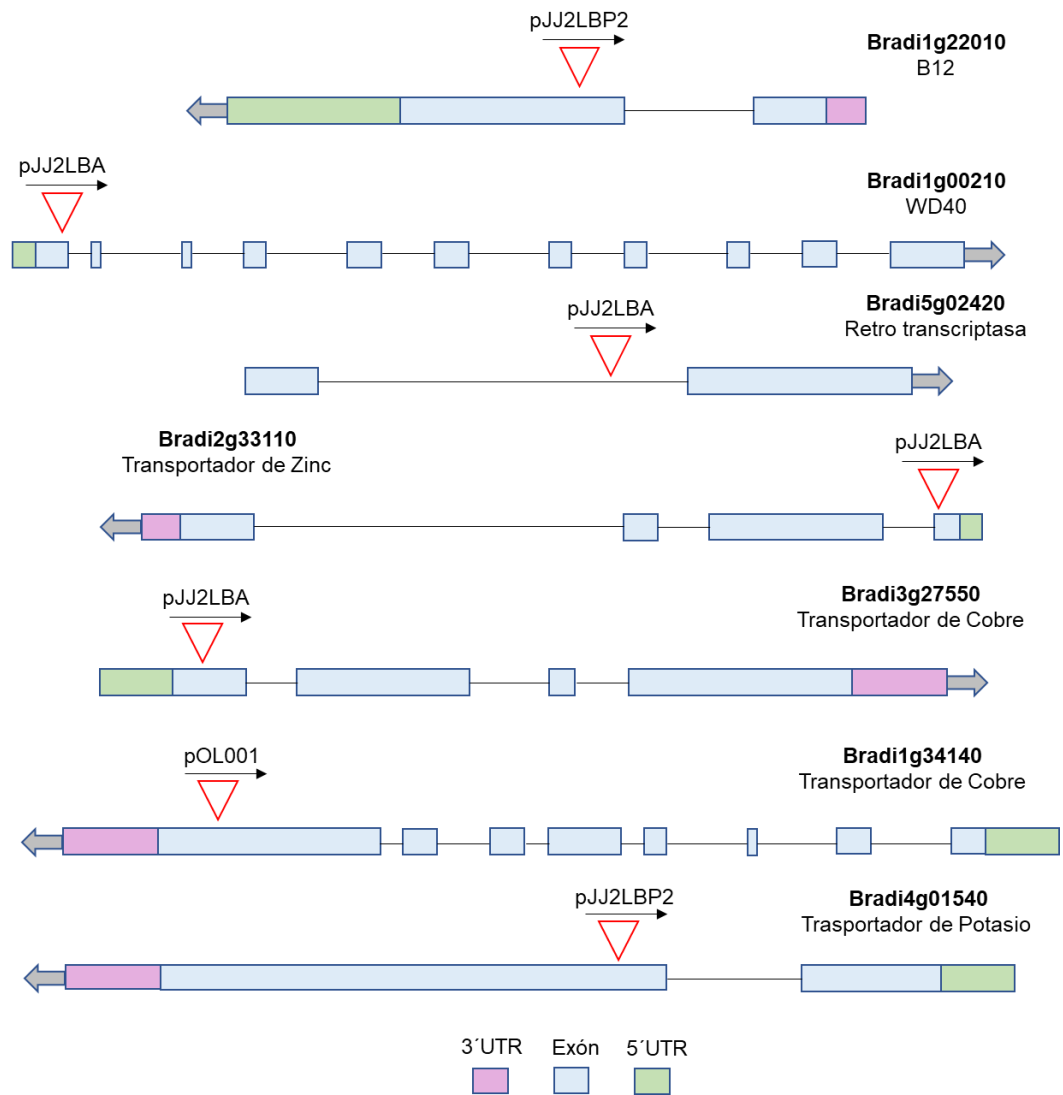 pJJ2LBP2
Bradi1g22010
B12
pJJ2LBA
Bradi1g00210
WD40
pJJ2LBA
Bradi5g02420
Retro transcriptasa
Bradi2g33110
Transportador de Zinc
pJJ2LBA
pJJ2LBA
Bradi3g27550
Transportador de Cobre
pOL001
Bradi1g34140
Transportador de Cobre
pJJ2LBP2
Bradi4g01540
Trasportador de Potasio
3´UTR Exón 5´UTR